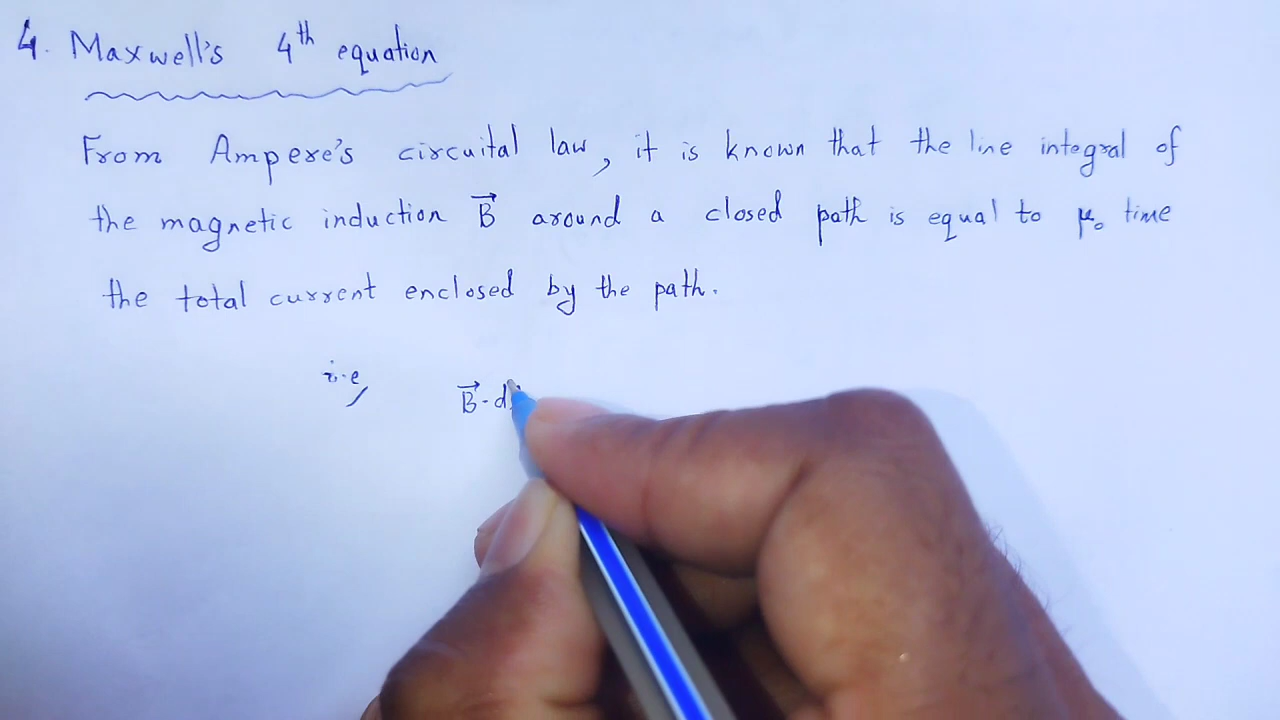 4. Maxwell's 4th equation
From Ampere's circuital law, it is known that the line integral of
the magnetic induction B⃗ around a closed path is equal to μ₀ time
the total current enclosed by the path.
i.e, B⃗ · d